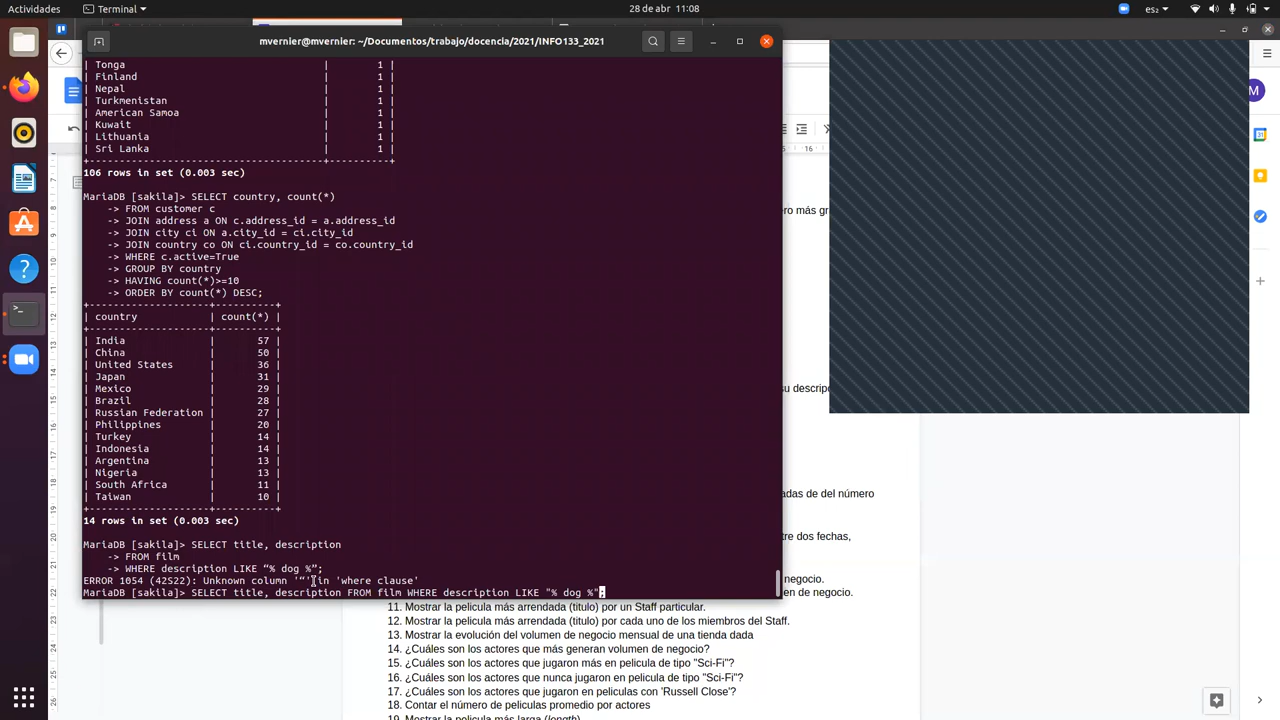 Actividades
Terminal
28 de abr 11:08
es₂
mvernier@mvernier: ~/Documentos/trabajo/docencia/2021/INFO133_2021
| Tonga | 1 |
| Finland | 1 |
| Nepal | 1 |
| Turkmenistan | 1 |
| American Samoa | 1 |
| Kuwait | 1 |
| Lithuania | 1 |
| Sri Lanka | 1 |
+--------------------------------------+----------+
106 rows in set (0.003 sec)
MariaDB [sakila]> SELECT country, count(*)
-> FROM customer c
-> JOIN address a ON c.address_id = a.address_id
-> JOIN city ci ON a.city_id = ci.city_id
-> JOIN country co ON ci.country_id = co.country_id
-> WHERE c.active=True
-> GROUP BY country
-> HAVING count(*)>=10
-> ORDER BY count(*) DESC;
+--------------------+----------+
| country | count(*) |
+--------------------+----------+
| India | 57 |
| China | 50 |
| United States | 36 |
| Japan | 31 |
| Mexico | 29 |
| Brazil | 28 |
| Russian Federation | 27 |
| Philippines | 20 |
| Turkey | 14 |
| Indonesia | 14 |
| Argentina | 13 |
| Nigeria | 13 |
| South Africa | 11 |
| Taiwan | 10 |
+--------------------+----------+
14 rows in set (0.003 sec)
MariaDB [sakila]> SELECT title, description
-> FROM film
-> WHERE description LIKE “% dog %”;
ERROR 1054 (42S22): Unknown column '“' in 'where clause'
MariaDB [sakila]> SELECT title, description FROM film WHERE description LIKE "% dog %";
M
15 16
ero más gr
su descripc
adas de del número
tre dos fechas,
negocio.
en de negocio.
11. Mostrar la pelicula más arrendada (titulo) por un Staff particular.
12. Mostrar la pelicula más arrendada (titulo) por cada uno de los miembros del Staff.
13. Mostrar la evolución del volumen de negocio mensual de una tienda dada
14. ¿Cuáles son los actores que más generan volumen de negocio?
15. ¿Cuáles son los actores que jugaron más en pelicula de tipo "Sci-Fi"?
16. ¿Cuáles son los actores que nunca jugaron en pelicula de tipo "Sci-Fi"?
17. ¿Cuáles son los actores que jugaron en peliculas con 'Russell Close'?
18. Contar el número de peliculas promedio por actores
19. Mostrar la pelicula más larga (length)